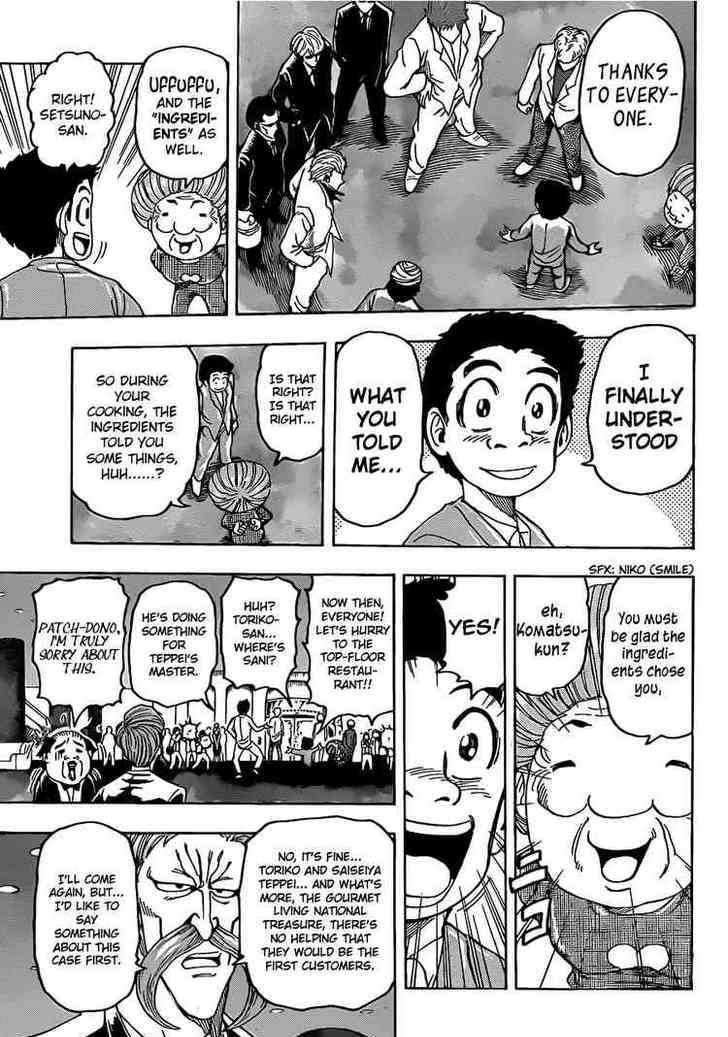 THANKS
TO EVERY-
ONE.
UFUFUFU,
AND THE
"INGREDI-
ENTS" AS
WELL.
RIGHT!
SETSUNO-
SAN.
I
FINALLY
UNDER-
STOOD
WHAT
YOU
TOLD
ME...
IS THAT
RIGHT?
IS THAT
RIGHT...
SO DURING
YOUR
COOKING, THE
INGREDIENTS
TOLD YOU
SOME THINGS,
HUH......?
SFX: NIKO (SMILE)
You must
be glad the
ingredi-
ents chose
you,
eh,
Komatsu-
kun?
ニコ
YES!
NOW THEN,
EVERYONE!
LET'S HURRY
TO THE
TOP-FLOOR
RESTAU-
RANT!!
HUH?
TORIKO-
SAN...
WHERE'S
SANI?
HE'S DOING
SOMETHING
FOR
TEPPEI'S
MASTER.
PATCH-DONO,
I'M TRULY
SORRY ABOUT
THIS.
NO, IT'S FINE...
TORIKO AND SAISEIYA
TEPPEI... AND WHAT'S
MORE, THE GOURMET
LIVING NATIONAL
TREASURE, THERE'S
NO HELPING THAT
THEY WOULD BE
THE FIRST CUSTOMERS.
I'LL COME
AGAIN, BUT...
I'D LIKE TO
SAY
SOMETHING
ABOUT THIS
CASE FIRST.